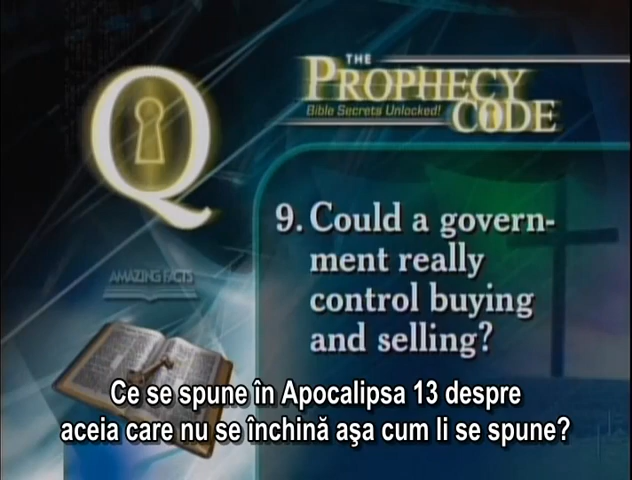 THE
PROPHECY
Bible Secrets Unlocked!
CODE
Q
9. Could a govern-
ment really
control buying
and selling?
AMAZING FACTS
Ce se spune în Apocalipsa 13 despre
aceia care nu se închină aşa cum li se spune?